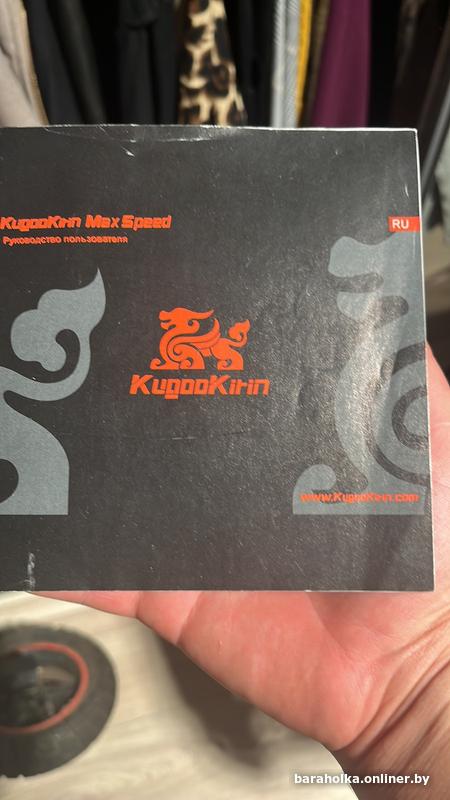 KugooKirin Max Speed
RU
Руководство пользователя
KugooKirin
www.KugooKirin.com
baraholka.onliner.by